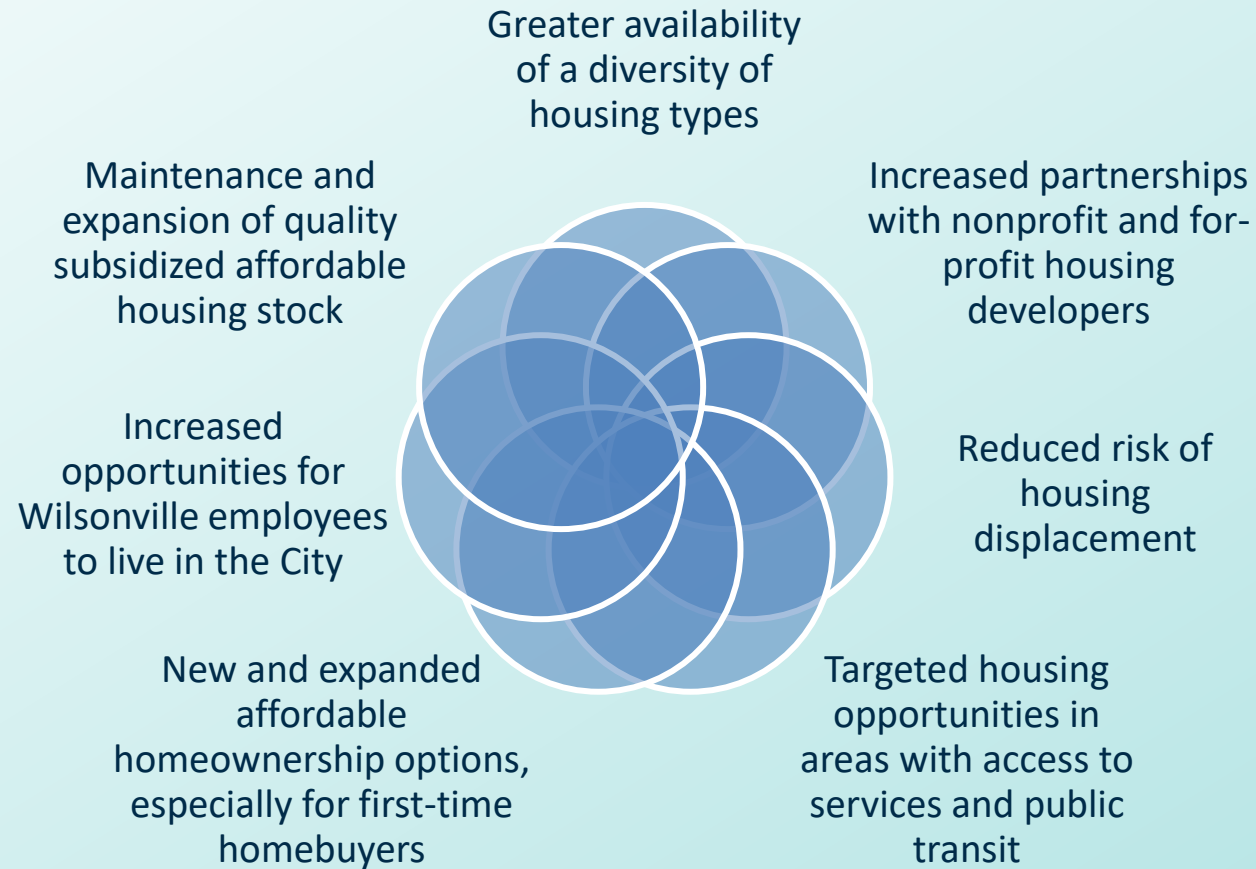 Greater availability
of a diversity of
housing types
Increased partnerships
with nonprofit and for-
profit housing
developers
Reduced risk of
housing
displacement
Targeted housing
opportunities in
areas with access to
services and public
transit
New and expanded
affordable
homeownership options,
especially for first-time
homebuyers
Increased
opportunities for
Wilsonville employees
to live in the City
Maintenance and
expansion of quality
subsidized affordable
housing stock